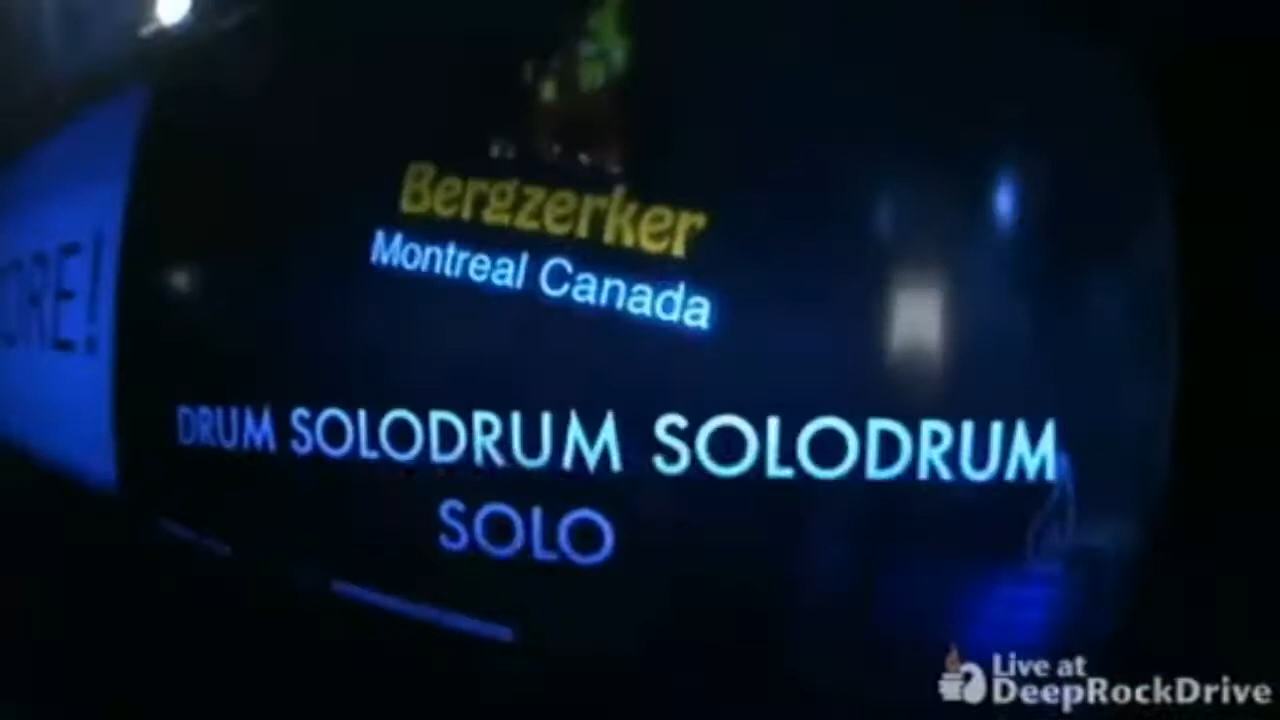 Bergzerker
Montreal Canada
DRUM SOLODRUM SOLODRUM
SOLO
Live at
DeepRockDrive